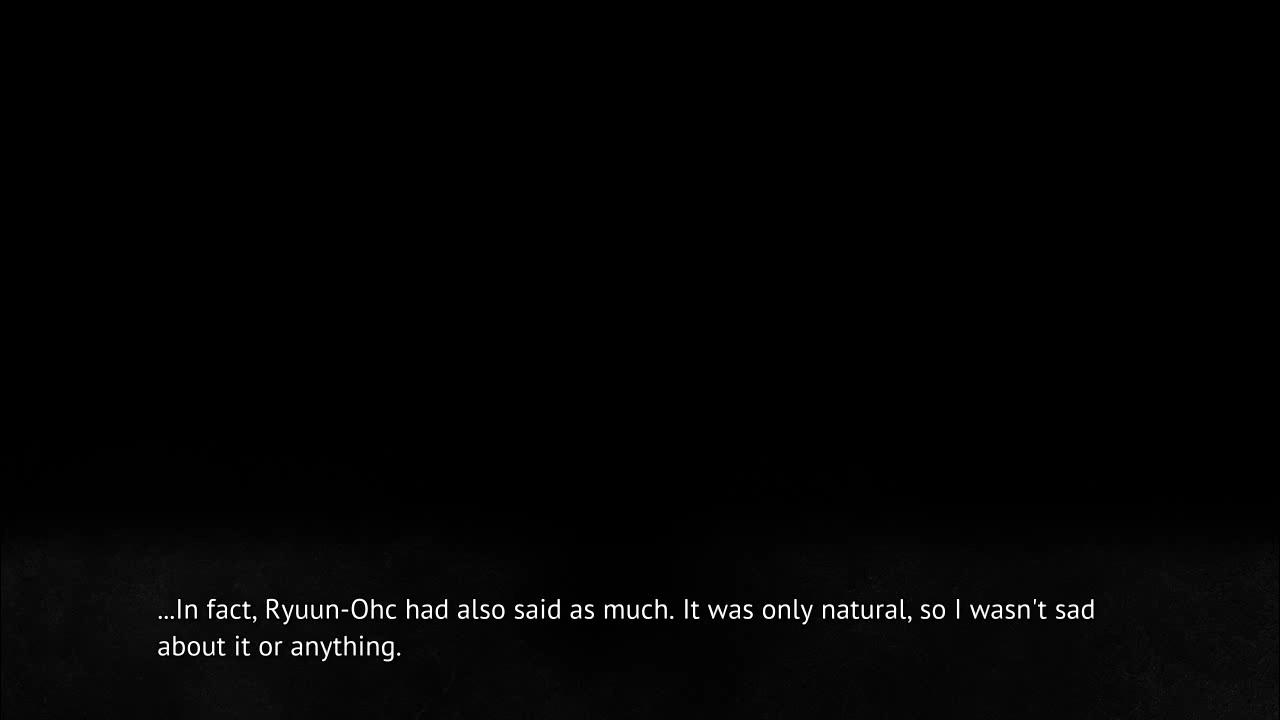 ...In fact, Ryuun-Ohc had also said as much. It was only natural, so I wasn't sad
about it or anything.